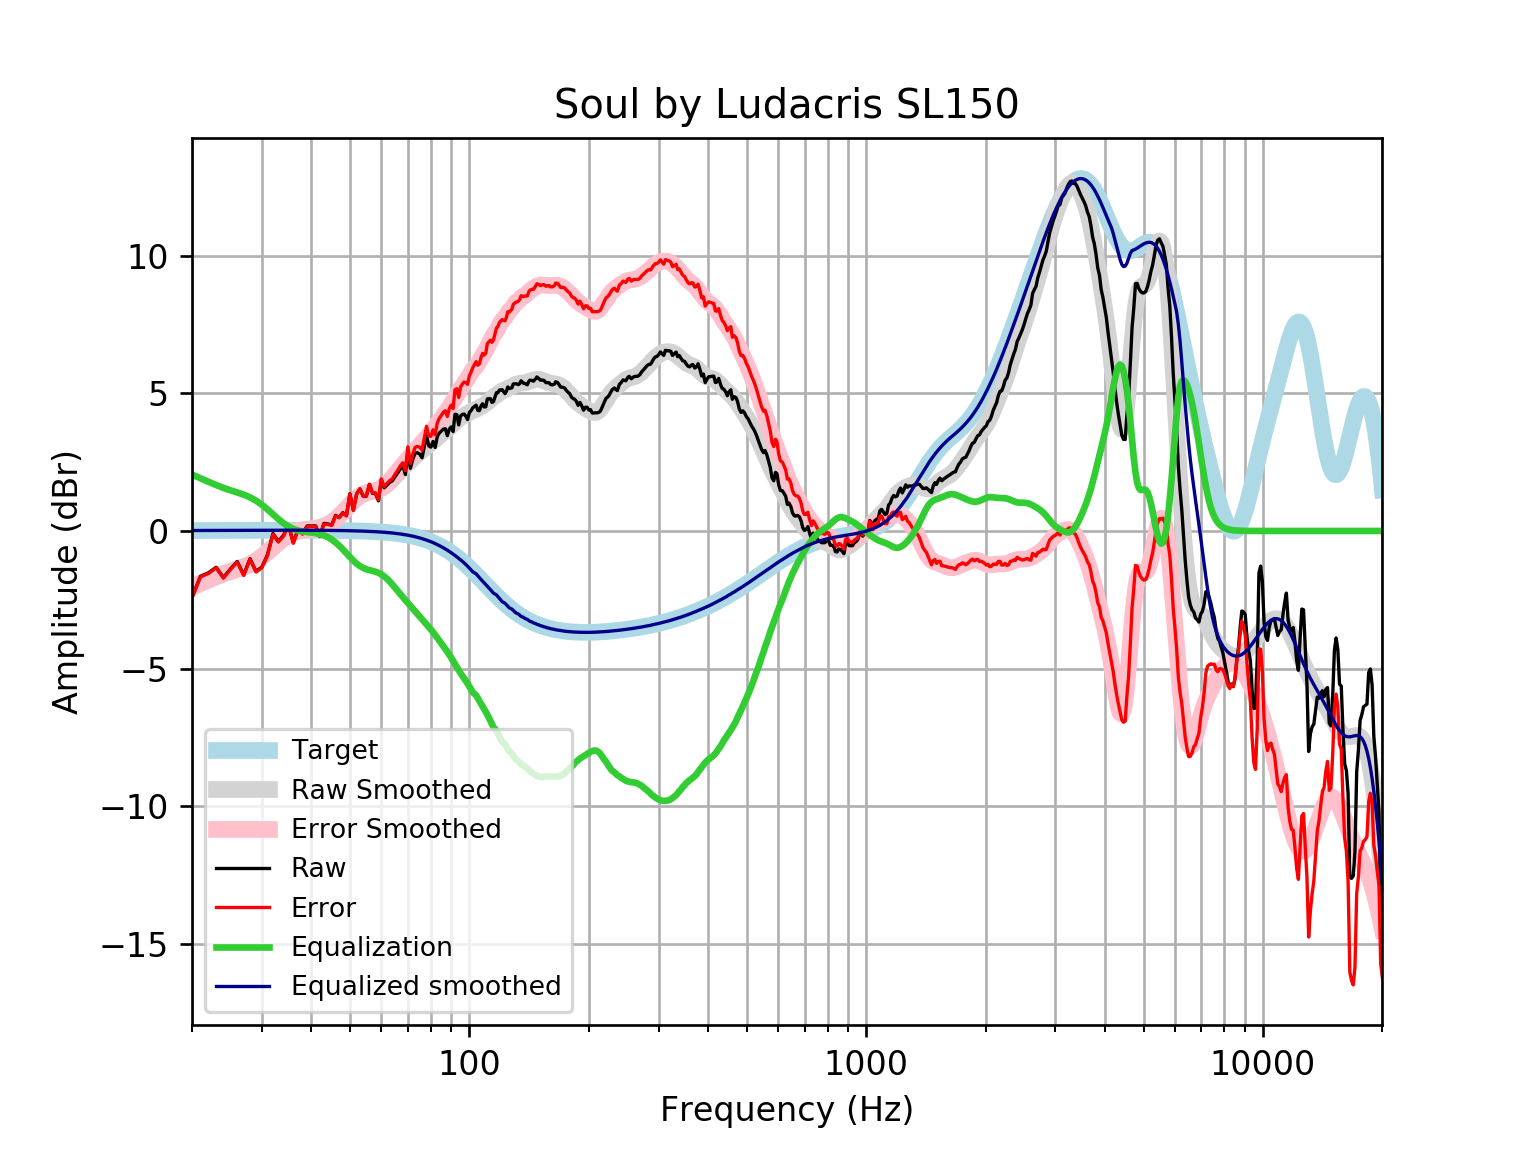 Soul by Ludacris SL150
Amplitude (dBr)
10
5
0
−5
−10
−15
Target
Raw Smoothed
Error Smoothed
Raw
Error
Equalization
Equalized smoothed
100
1000
10000
Frequency (Hz)